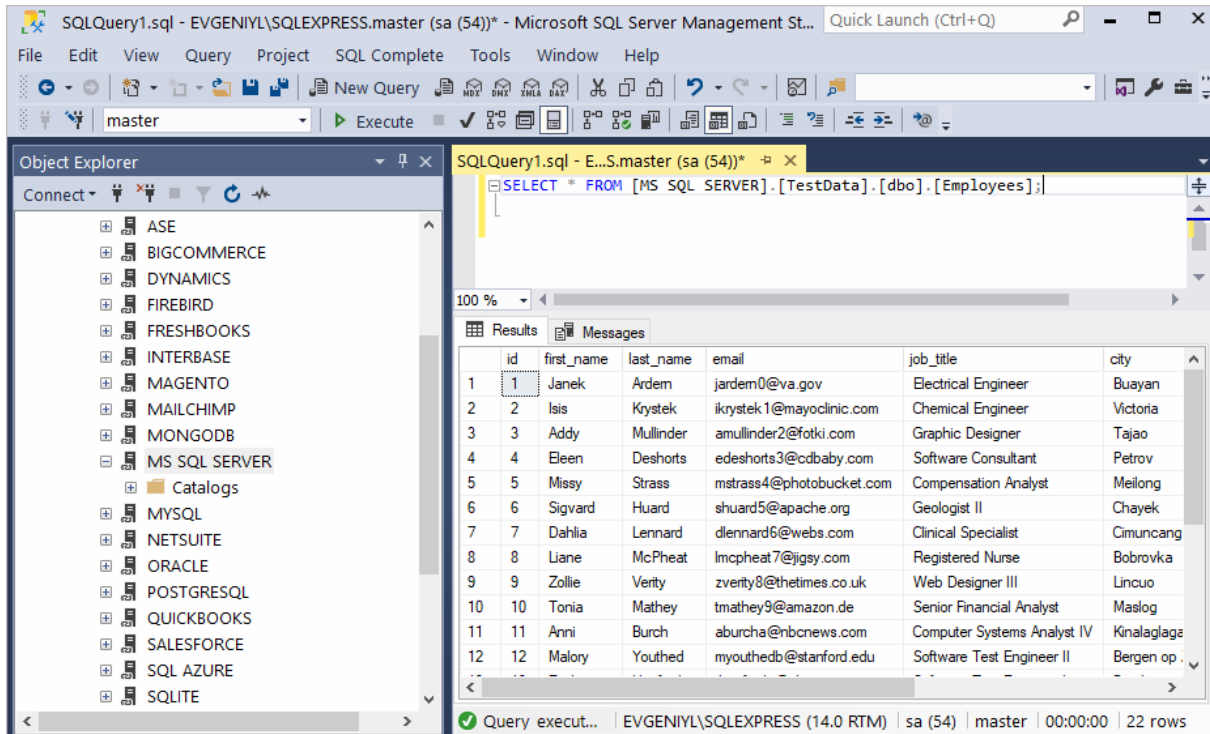 SQLQuery1.sql - EVGENIYL\SQLEXPRESS.master (sa (54))* - Microsoft SQL Server Management St... Quick Launch (Ctrl+Q)
File Edit View Query Project SQL Complete Tools Window Help
New Query MDX DMX XMLA DAX
master Execute
Object Explorer
Connect
ASE
BIGCOMMERCE
DYNAMICS
FIREBIRD
FRESHBOOKS
INTERBASE
MAGENTO
MAILCHIMP
MONGODB
MS SQL SERVER
Catalogs
MYSQL
NETSUITE
ORACLE
POSTGRESQL
QUICKBOOKS
SALESFORCE
SQL AZURE
SQLITE
SQLQuery1.sql - E...S.master (sa (54))*
SELECT * FROM [MS SQL SERVER].[TestData].[dbo].[Employees];
100 %
Results Messages
id first_name last_name email job_title city
1 1 Janek Ardern jardern0@va.gov Electrical Engineer Buayan
2 2 Isis Krystek ikrystek1@mayoclinic.com Chemical Engineer Victoria
3 3 Addy Mullinder amullinder2@fotki.com Graphic Designer Tajao
4 4 Eleen Deshorts edeshorts3@cdbaby.com Software Consultant Petrov
5 5 Missy Strass mstrass4@photobucket.com Compensation Analyst Meilong
6 6 Sigvard Huard shuard5@apache.org Geologist II Chayek
7 7 Dahlia Lennard dlennard6@webs.com Clinical Specialist Cimuncang
8 8 Liane McPheat lmcpheat7@jigsy.com Registered Nurse Bobrovka
9 9 Zollie Verity zverity8@thetimes.co.uk Web Designer III Lincuo
10 10 Tonia Mathey tmathey9@amazon.de Senior Financial Analyst Maslog
11 11 Anni Burch aburcha@nbcnews.com Computer Systems Analyst IV Kinalaglaga
12 12 Malory Youthed myouthedb@stanford.edu Software Test Engineer II Bergen op
Query execut... EVGENIYL\SQLEXPRESS (14.0 RTM) sa (54) master 00:00:00 22 rows